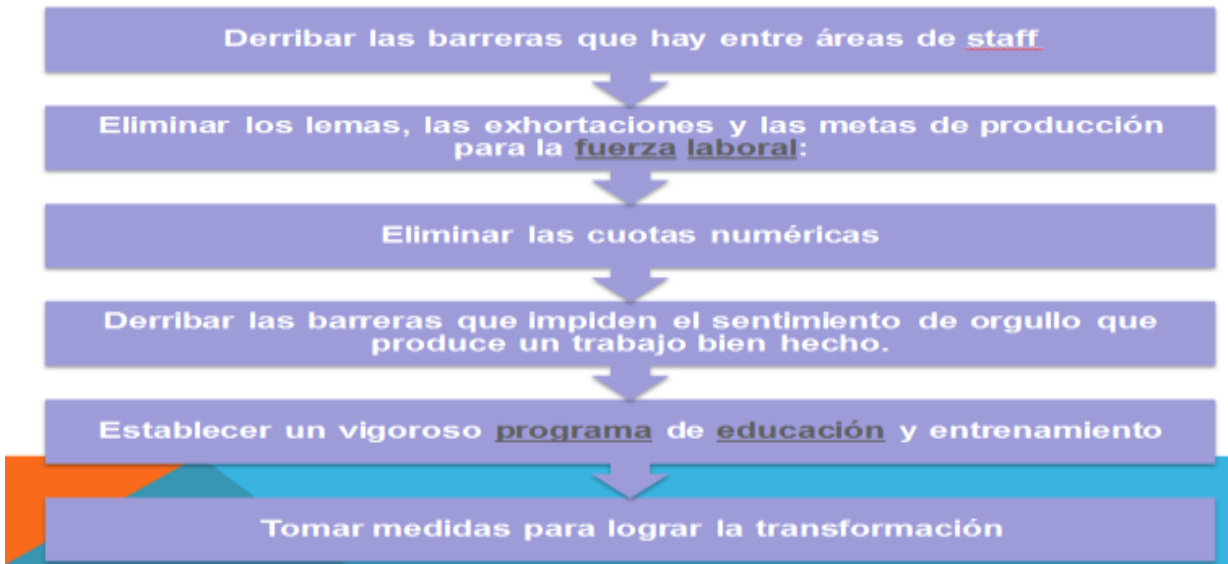 Derribar las barreras que hay entre áreas de staff
Eliminar los lemas, las exhortaciones y las metas de producción
para la fuerza laboral:
Eliminar las cuotas numéricas
Derribar las barreras que impiden el sentimiento de orgullo que
produce un trabajo bien hecho.
Establecer un vigoroso programa de educación y entrenamiento
Tomar medidas para lograr la transformación